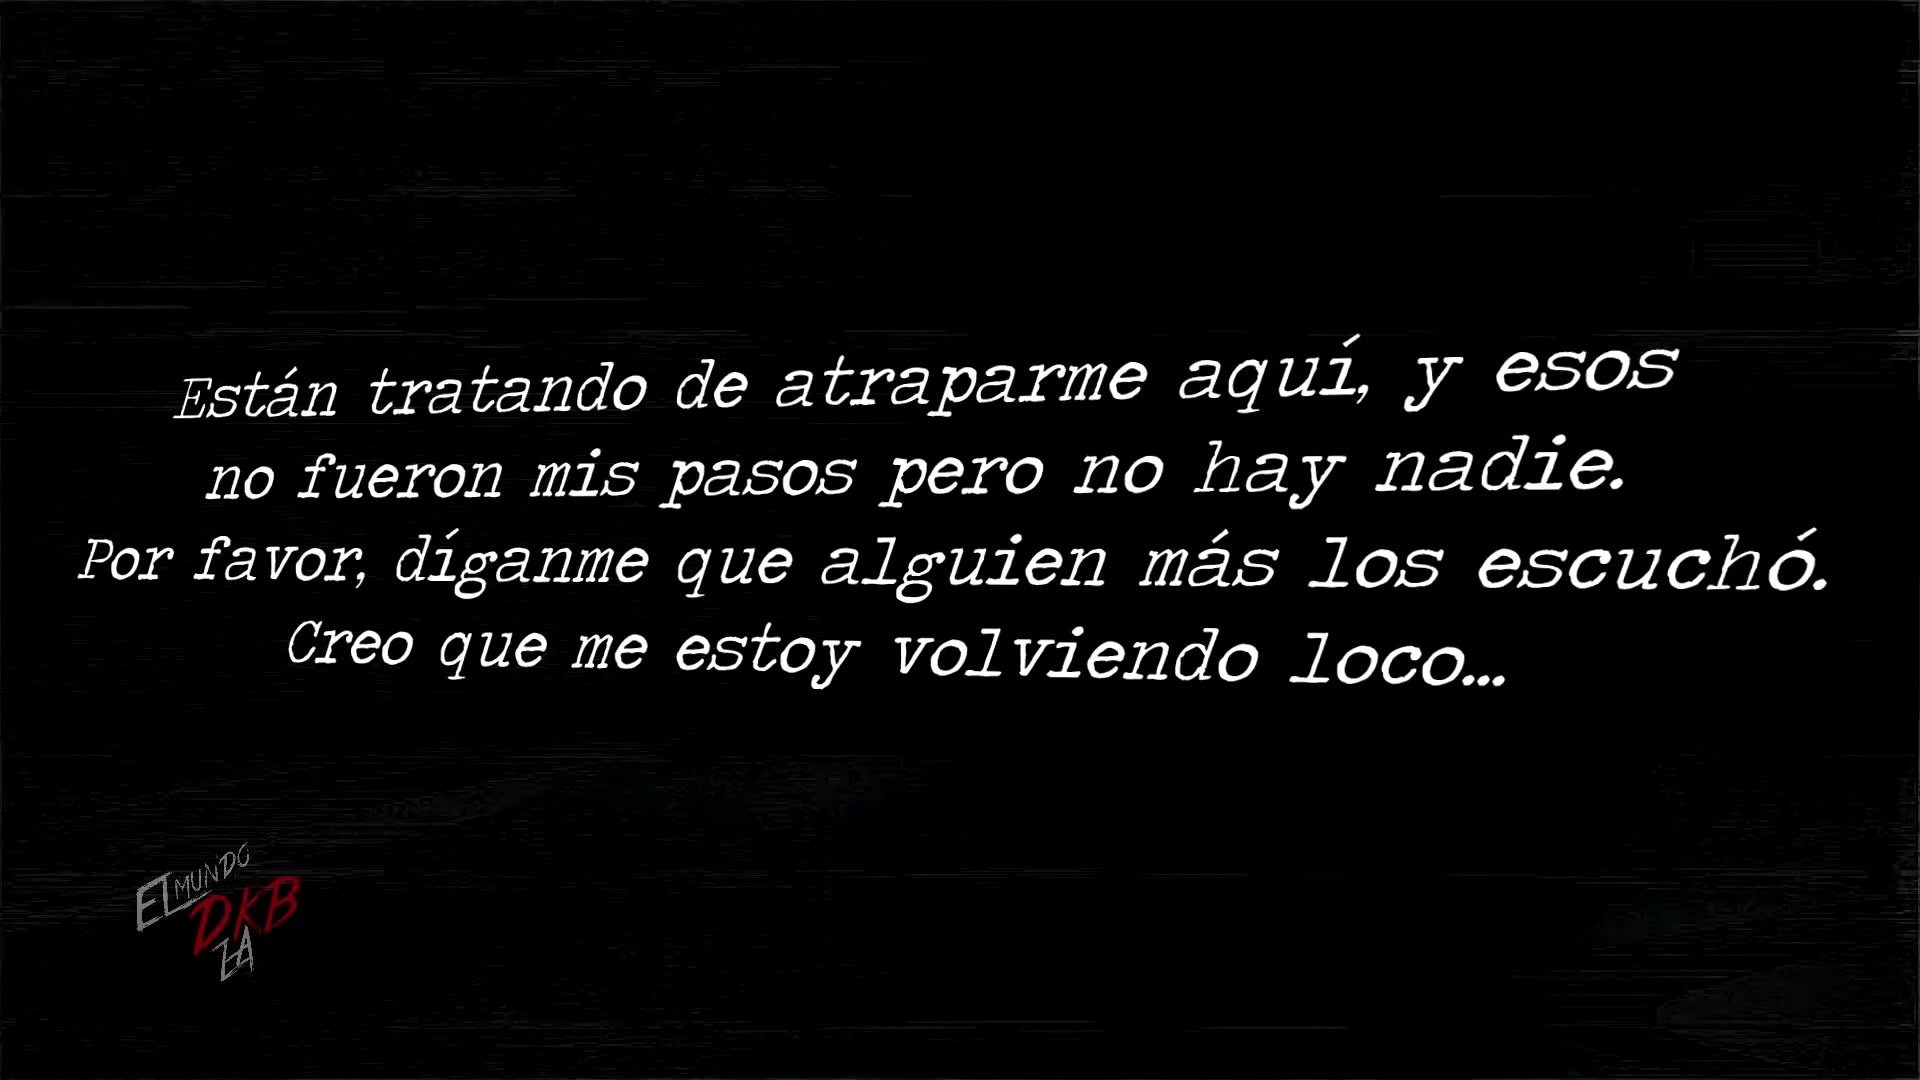 Están tratando de atraparme aquí, y esos
no fueron mis pasos pero no hay nadie.
Por favor, díganme que alguien más los escuchó.
Creo que me estoy volviendo loco...
EL MUNDO
DKB
ZA